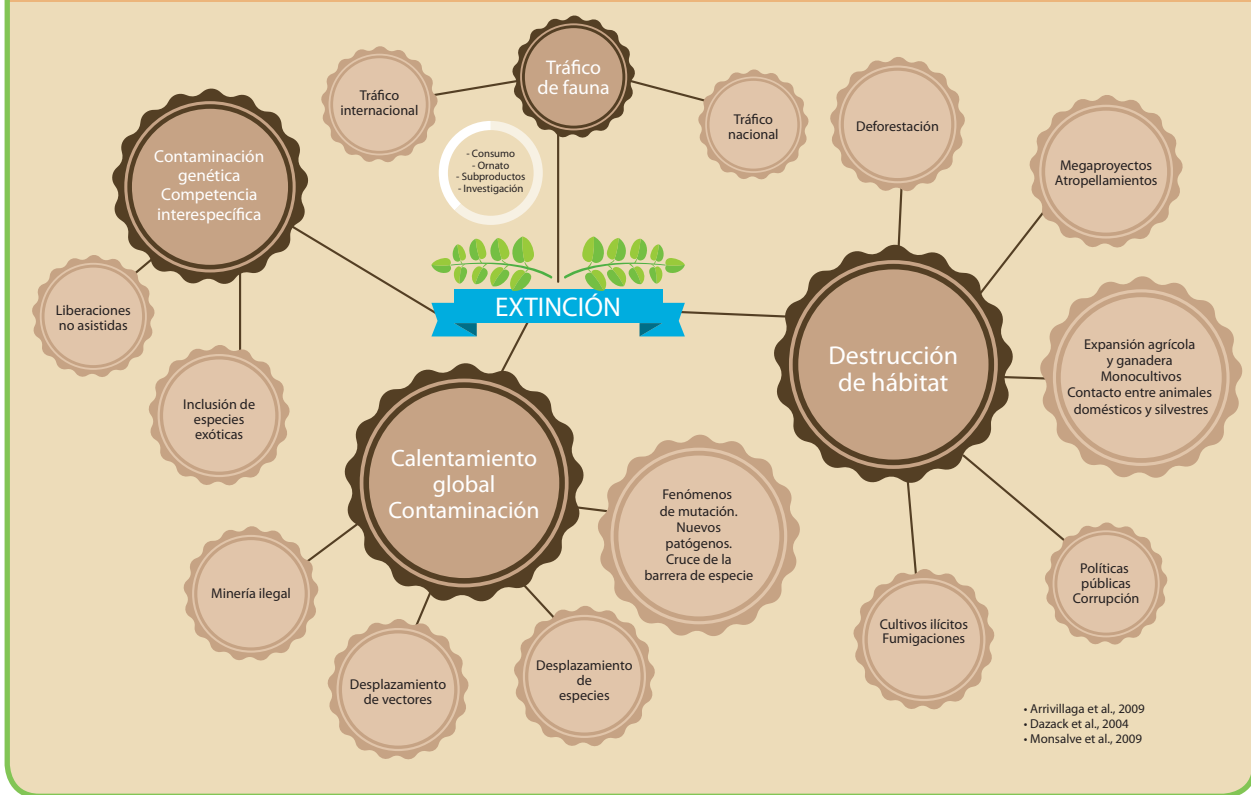 Tráfico
de fauna
Tráfico
internacional
Tráfico
nacional
- Consumo
- Ornato
- Subproductos
- Investigación
Contaminación
genética
Competencia
interespecífica
Liberaciones
no asistidas
Inclusión de
especies
exóticas
EXTINCIÓN
Deforestación
Megaproyectos
Atropellamientos
Destrucción
de hábitat
Expansión agrícola
y ganadera
Monocultivos
Contacto entre animales
domésticos y silvestres
Políticas
públicas
Corrupción
Cultivos ilícitos
Fumigaciones
Calentamiento
global
Contaminación
Fenómenos
de mutación.
Nuevos
patógenos.
Cruce de la
barrera de especie
Minería ilegal
Desplazamiento
de vectores
Desplazamiento
de
especies
• Arrivillaga et al., 2009
• Dazack et al., 2004
• Monsalve et al., 2009